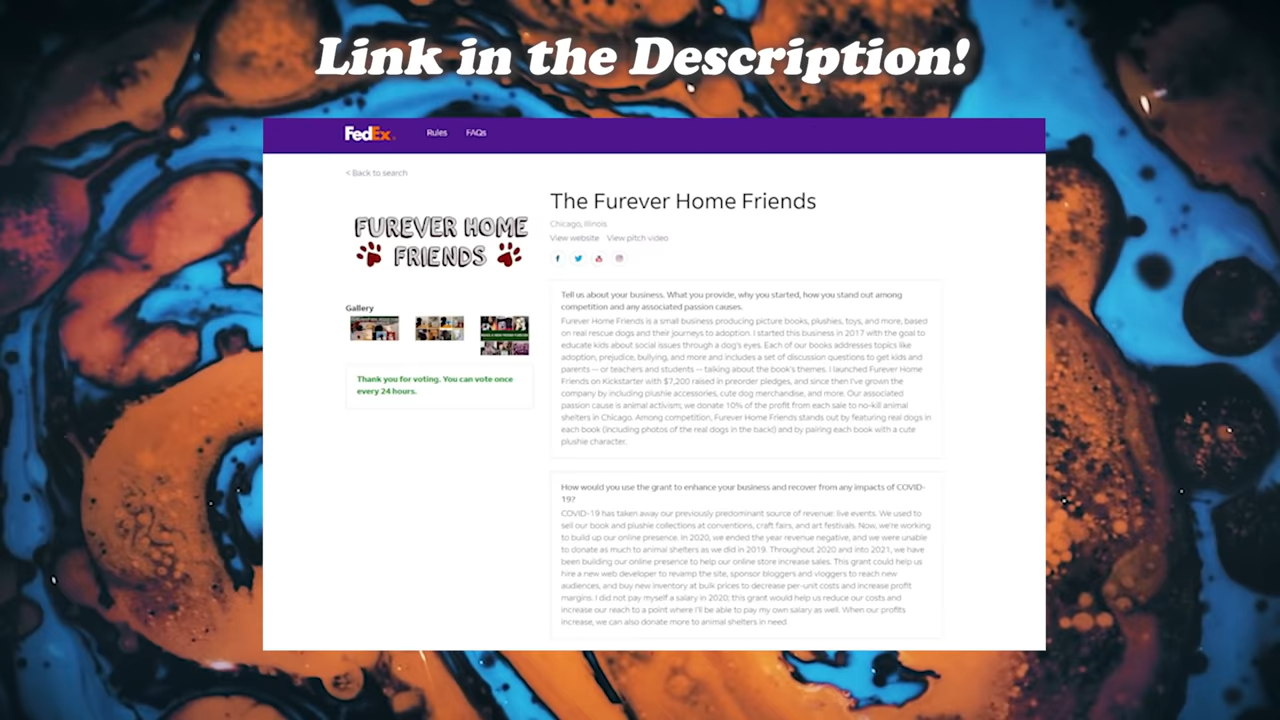 Link in the Description!
FedEx
Rules
FAQs
< Back to search
FUREVER HOME
FRIENDS
Gallery
Thank you for voting. You can vote once
every 24 hours.
The Furever Home Friends
Chicago, Illinois
View website View pitch video
Tell us about your business. What you provide, why you started, how you stand out among
competition and any associated passion causes.
Furever Home Friends is a small business producing picture books, plushies, toys, and more, based
on real rescue dogs and their journeys to adoption. I started this business in 2017 with the goal to
educate kids about social issues through a dog's eyes. Each of our books addresses topics like
adoption, prejudice, bullying, and more and includes a set of discussion questions to get kids and
parents -- or teachers and students -- talking about the book's themes. I launched Furever Home
Friends on Kickstarter with $7,200 raised in preorder pledges, and since then I've grown the
company by including plushie accessories, cute dog merchandise, and more. Our associated
passion cause is animal activism; we donate 10% of the profit from each sale to no-kill animal
shelters in Chicago. Among competition, Furever Home Friends stands out by featuring real dogs in
each book (including photos of the real dogs in the back!) and by pairing each book with a cute
plushie character.
How would you use the grant to enhance your business and recover from any impacts of COVID-
19?
COVID-19 has taken away our previously predominant source of revenue: live events. We used to
sell our book and plushie collections at conventions, craft fairs, and art festivals. Now, we're working
to build up our online presence. In 2020, we ended the year revenue negative, and we were unable
to donate as much to animal shelters as we did in 2019. Throughout 2020 and into 2021, we have
been building our online presence to help our online store increase sales. This grant could help us
hire a new web developer to revamp the site, sponsor bloggers and vloggers to reach new
audiences, and buy new inventory at bulk prices to decrease per-unit costs and increase profit
margins. I did not pay myself a salary in 2020; this grant would help us reduce our costs and
increase our reach to a point where I'll be able to pay my own salary as well. When our profits
increase, we can also donate more to animal shelters in need.